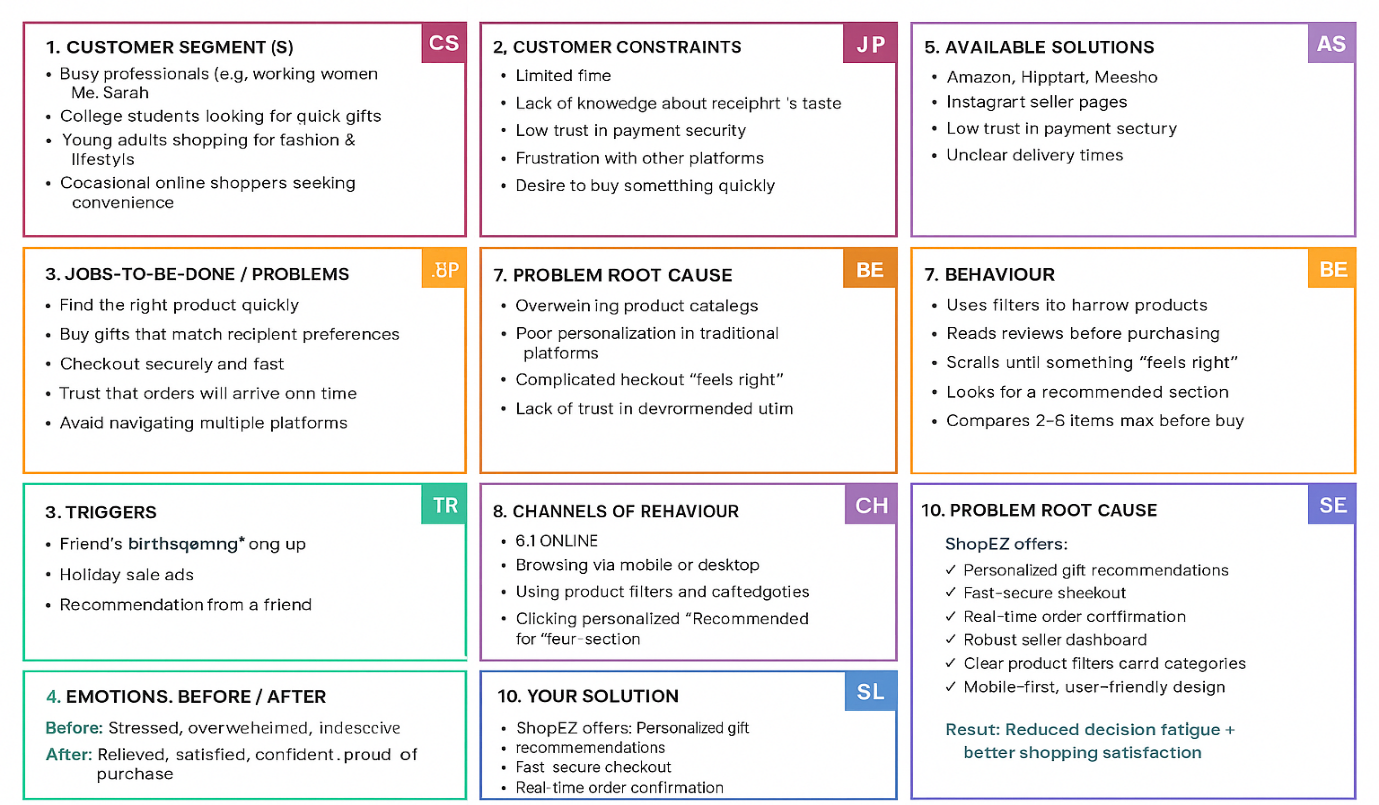 1. CUSTOMER SEGMENT (S)
CS
• Busy professionals (e.g, working women
Me. Sarah
• College students looking for quick gifts
• Young adults shopping for fashion &
lIfestyls
• Cocasional online shoppers seeking
convenience
2, CUSTOMER CONSTRAINTS
JP
• Limited fime
• Lack of knowedge about receiphrt 's taste
• Low trust in payment security
• Frustration with other platforms
• Desire to buy sometthing quickly
5. AVAILABLE SOLUTIONS
AS
• Amazon, Hipptart, Meesho
• Instagrart seller pages
• Low trust in payment sectury
• Unclear delivery times
3. JOBS-TO-BE-DONE / PROBLEMS
• Find the right product quickly
• Buy gifts that match reciplent preferences
• Checkout securely and fast
• Trust that orders will arrive onn time
• Avaid navigating multiple platforms
7. PROBLEM ROOT CAUSE
BE
• Overwein ing product catalegs
• Poor personalization in traditional
platforms
• Complicated heckout “feels right”
• Lack of trust in devrormended utim
7. BEHAVIOUR
BE
• Uses filters ito harrow products
• Reads reviews before purchasing
• Scralls until something “feels right”
• Looks for a recommended section
• Compares 2–6 items max before buy
3. TRIGGERS
TR
• Friend’s birthsqømng* ong up
• Holiday sale ads
• Recommendation from a friend
8. CHANNELS OF REHAVIOUR
CH
• 6.1 ONLINE
• Browsing via mobile or desktop
• Using product filters and caftedgoties
• Clicking personalized “Recommended
for “feur-section
10. PROBLEM ROOT CAUSE
SE
ShopEZ offers:
✓ Personalized gift recommendations
✓ Fast-secure sheekout
✓ Real-time order corffirmation
✓ Robust seller dashboard
✓ Clear product filters carrd categories
✓ Mobile-first, user-friendly design
Resut: Reduced decision fatigue +
better shopping satisfaction
4. EMOTIONS. BEFORE / AFTER
Before: Stressed, overweheimed, indesccive
After: Relieved, satisfied, confident. proud of
purchase
10. YOUR SOLUTION
SL
• ShopEZ offers: Personalized gift
• recommemendations
• Fast secure checkout
• Real-time order confirmation